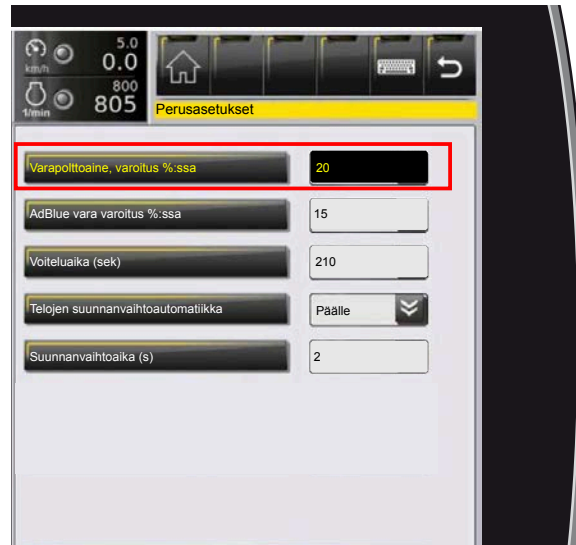 5.0
km/h 0.0
800
1/min 805
Perusasetukset
Varapolttoaine, varoitus %:ssa 20
AdBlue vara varoitus %:ssa 15
Voiteluaika (sek) 210
Telojen suunnanvaihtoautomatiikka Päälle
Suunnanvaihtoaika (s) 2